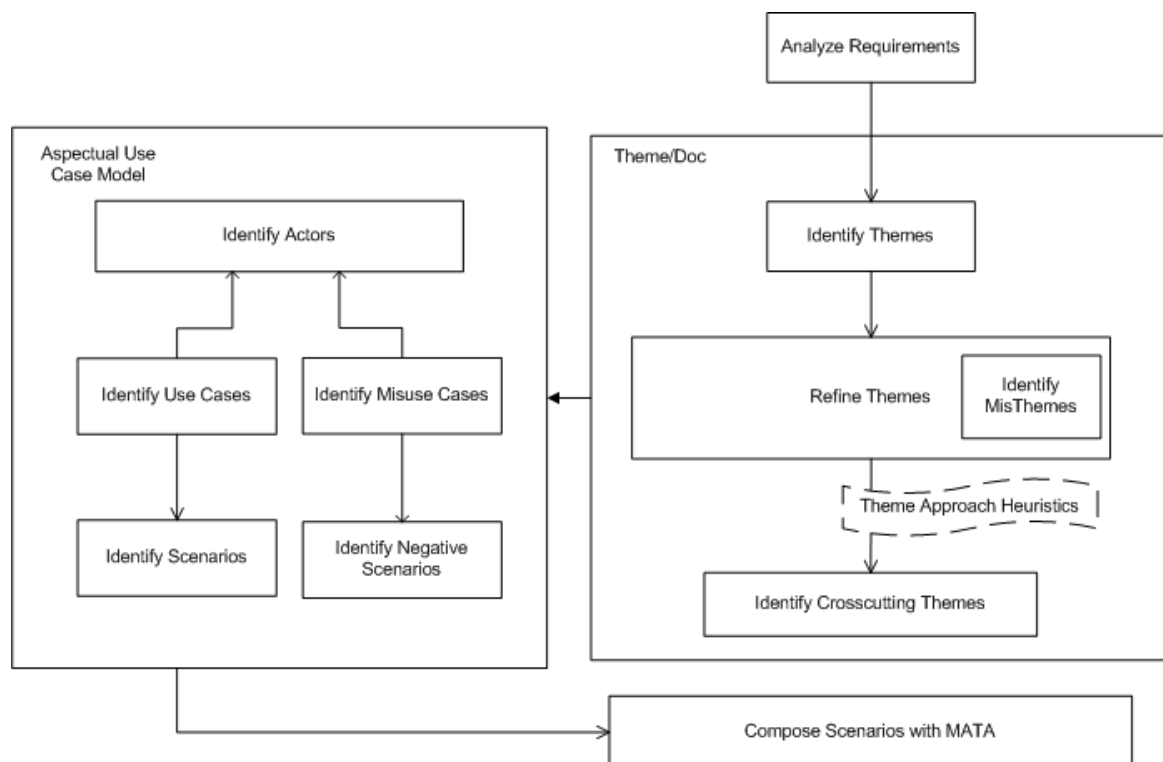 Analyze Requirements
Aspectual Use
Case Model
Theme/Doc
Identify Actors
Identify Themes
Identify Use Cases
Identify Misuse Cases
Refine Themes
Identify
MisThemes
Theme Approach Heuristics
Identify Scenarios
Identify Negative
Scenarios
Identify Crosscutting Themes
Compose Scenarios with MATA